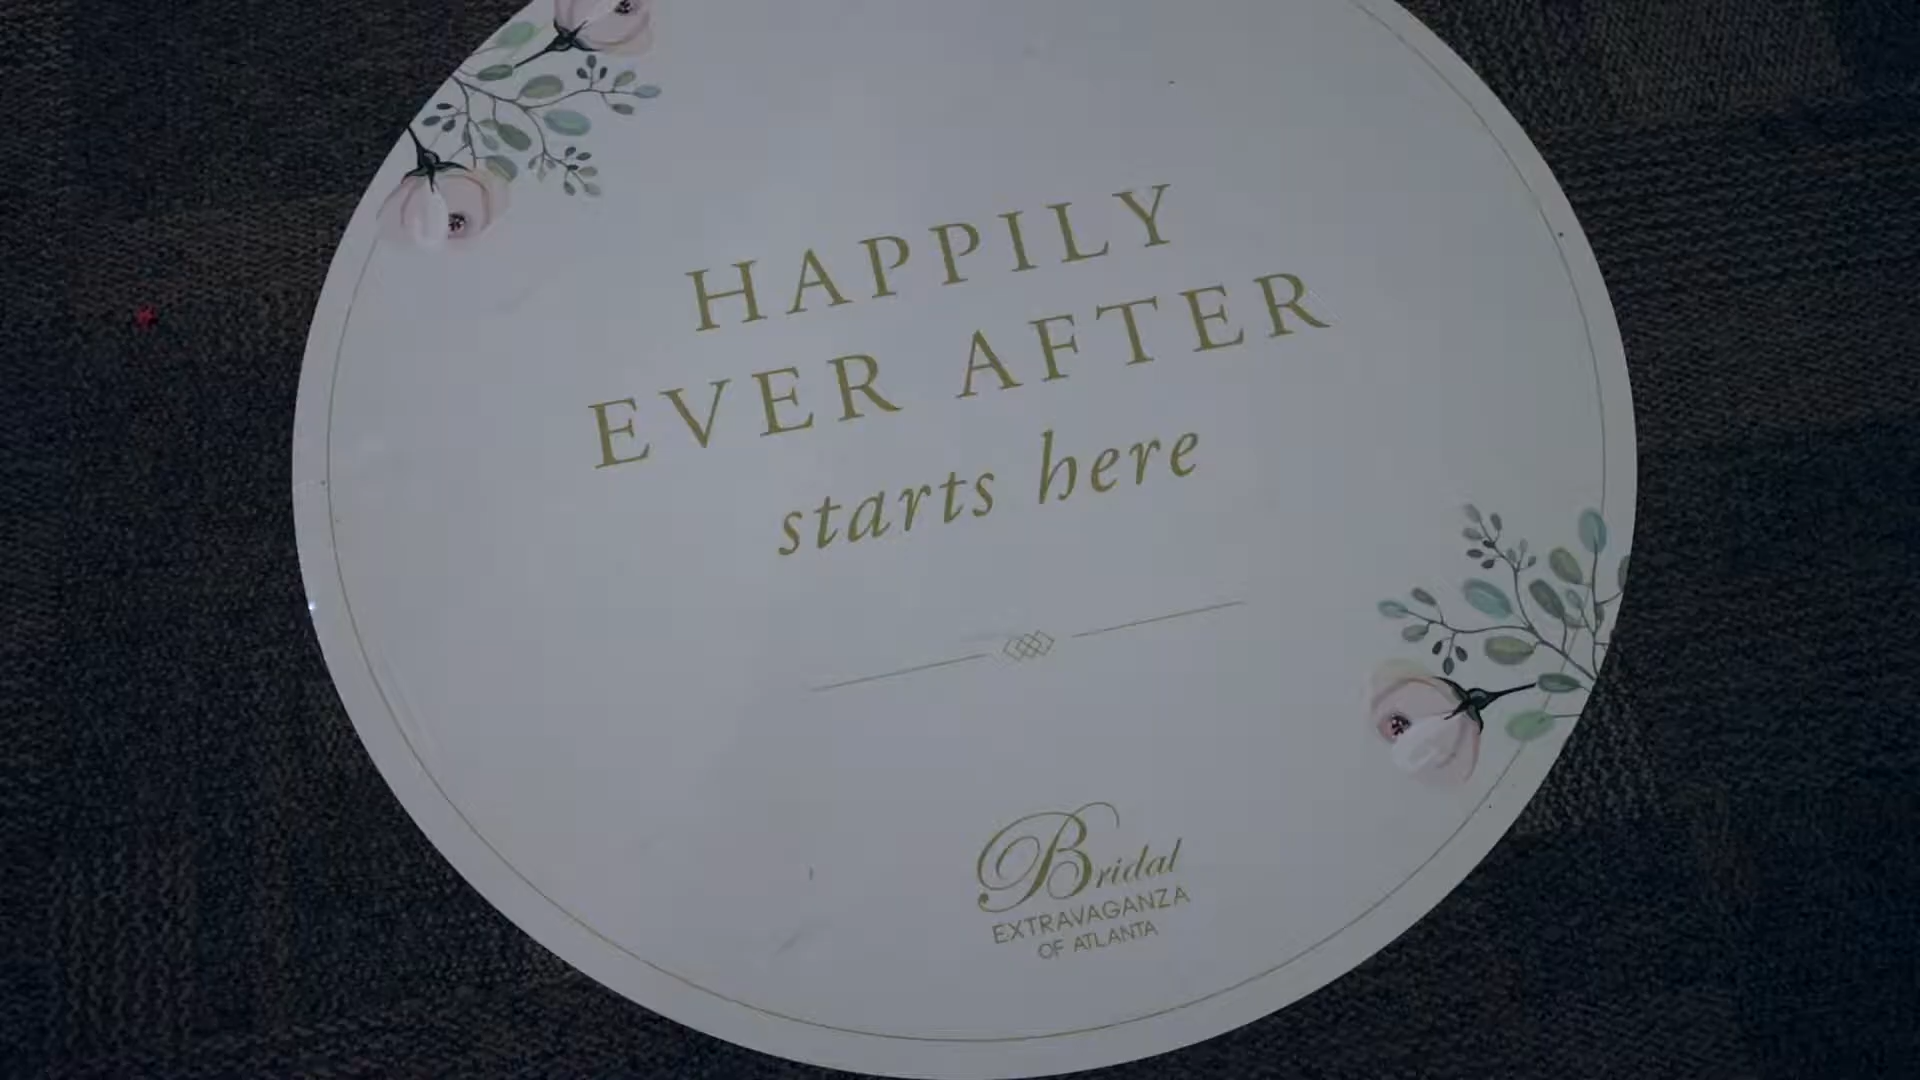 HAPPILY
EVER AFTER
starts here
Bridal
EXTRAVAGANZA
OF ATLANTA